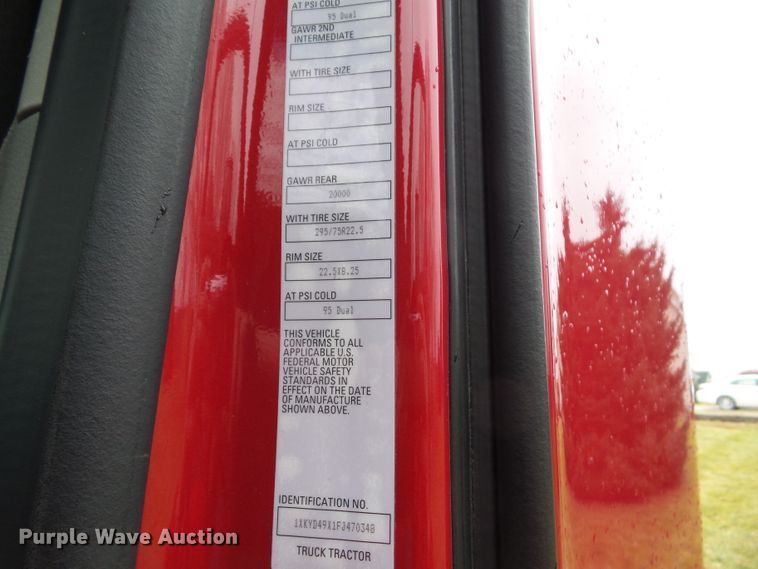 AT PSI COLD
95 Dual
GAWR 2ND
INTERMEDIATE
WITH TIRE SIZE
RIM SIZE
AT PSI COLD
GAWR REAR
20000
WITH TIRE SIZE
295/75R22.5
RIM SIZE
22.5X8.25
AT PSI COLD
95 Dual
THIS VEHICLE
CONFORMS TO ALL
APPLICABLE U.S.
FEDERAL MOTOR
VEHICLE SAFETY
STANDARDS IN
EFFECT ON THE DATE
OF MANUFACTURE
SHOWN ABOVE.
IDENTIFICATION NO.
1XKYD49X1FJ470348
TRUCK TRACTOR
Purple Wave Auction®